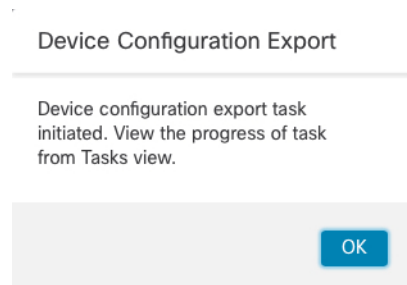 Device Configuration Export
Device configuration export task
initiated. View the progress of task
from Tasks view.
OK